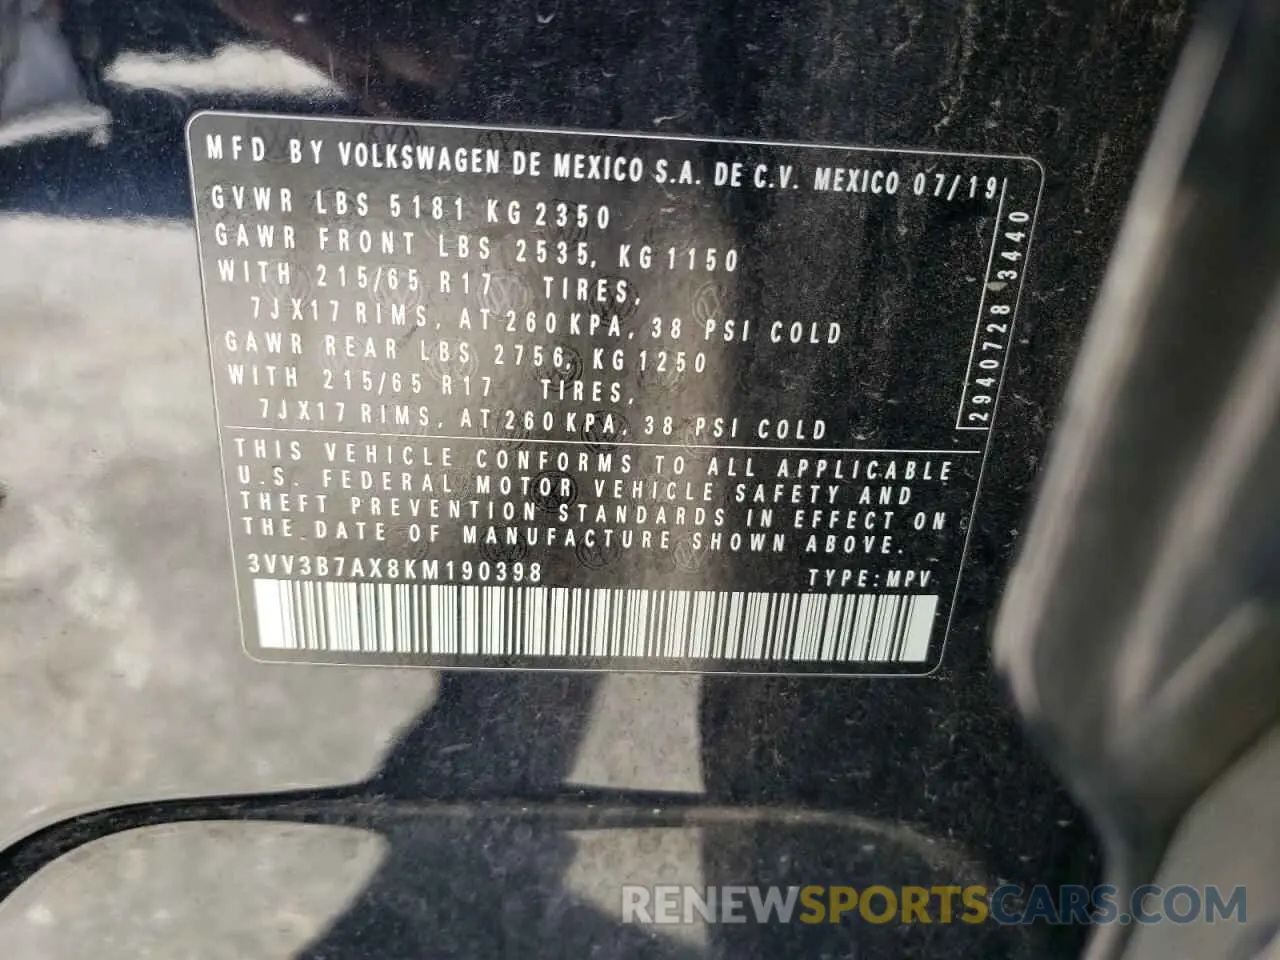 MFD BY VOLKSWAGEN DE MEXICO S.A. DE C.V. MEXICO 07/19
GVWR LBS 5181 KG 2350
GAWR FRONT LBS 2535, KG 1150
WITH 215/65 R17 TIRES,
7JX17 RIMS, AT 260 KPA, 38 PSI COLD
GAWR REAR LBS 2756, KG 1250
WITH 215/65 R17 TIRES,
7JX17 RIMS, AT 260 KPA, 38 PSI COLD
2940728 3440
THIS VEHICLE CONFORMS TO ALL APPLICABLE
U.S. FEDERAL MOTOR VEHICLE SAFETY AND
THEFT PREVENTION STANDARDS IN EFFECT ON
THE DATE OF MANUFACTURE SHOWN ABOVE.
3VV3B7AX8KM190398 TYPE: MPV
RENEWSPORTSCARS.COM